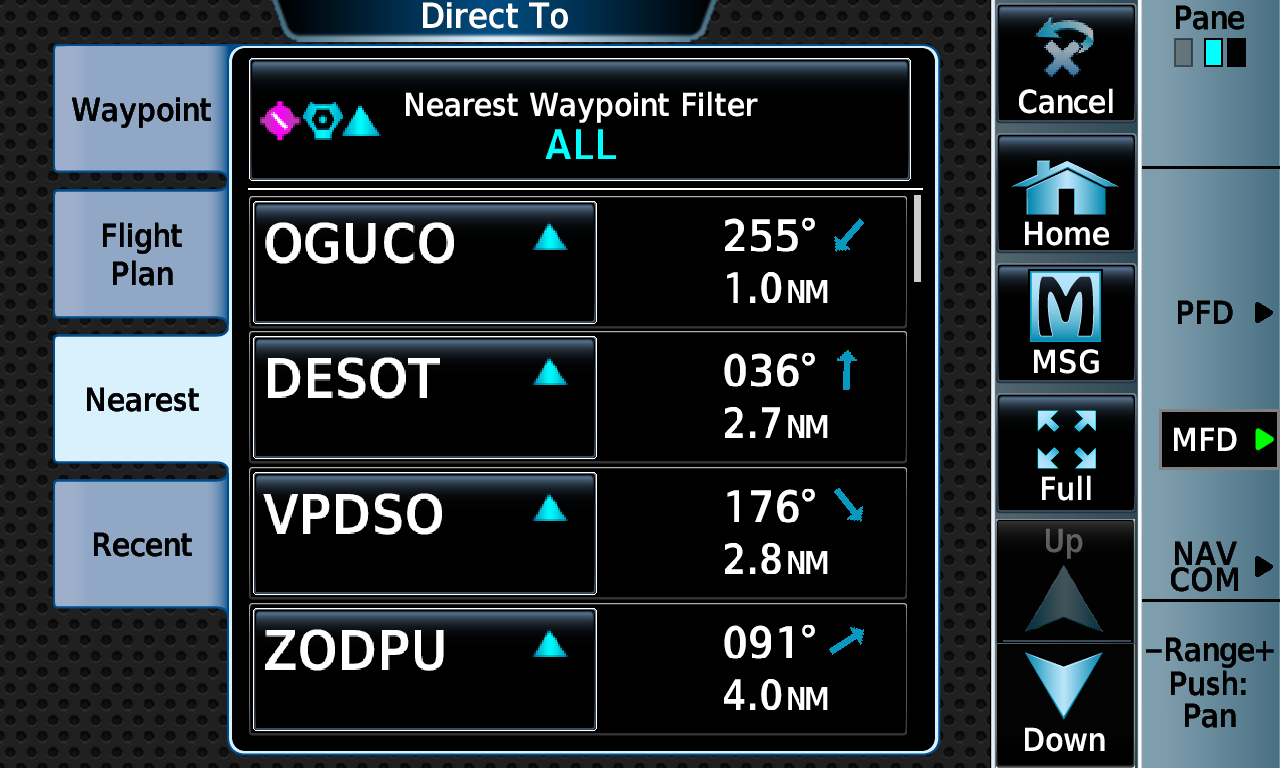 Direct To
Waypoint
Flight
Plan
Nearest
Recent
Nearest Waypoint Filter
ALL
OGUCO
255°
1.0NM
DESOT
036°
2.7NM
VPDSO
176°
2.8NM
ZODPU
091°
4.0NM
Cancel
Home
MSG
Full
Up
Down
Pane
PFD
MFD
NAV
COM
−Range+
Push:
Pan